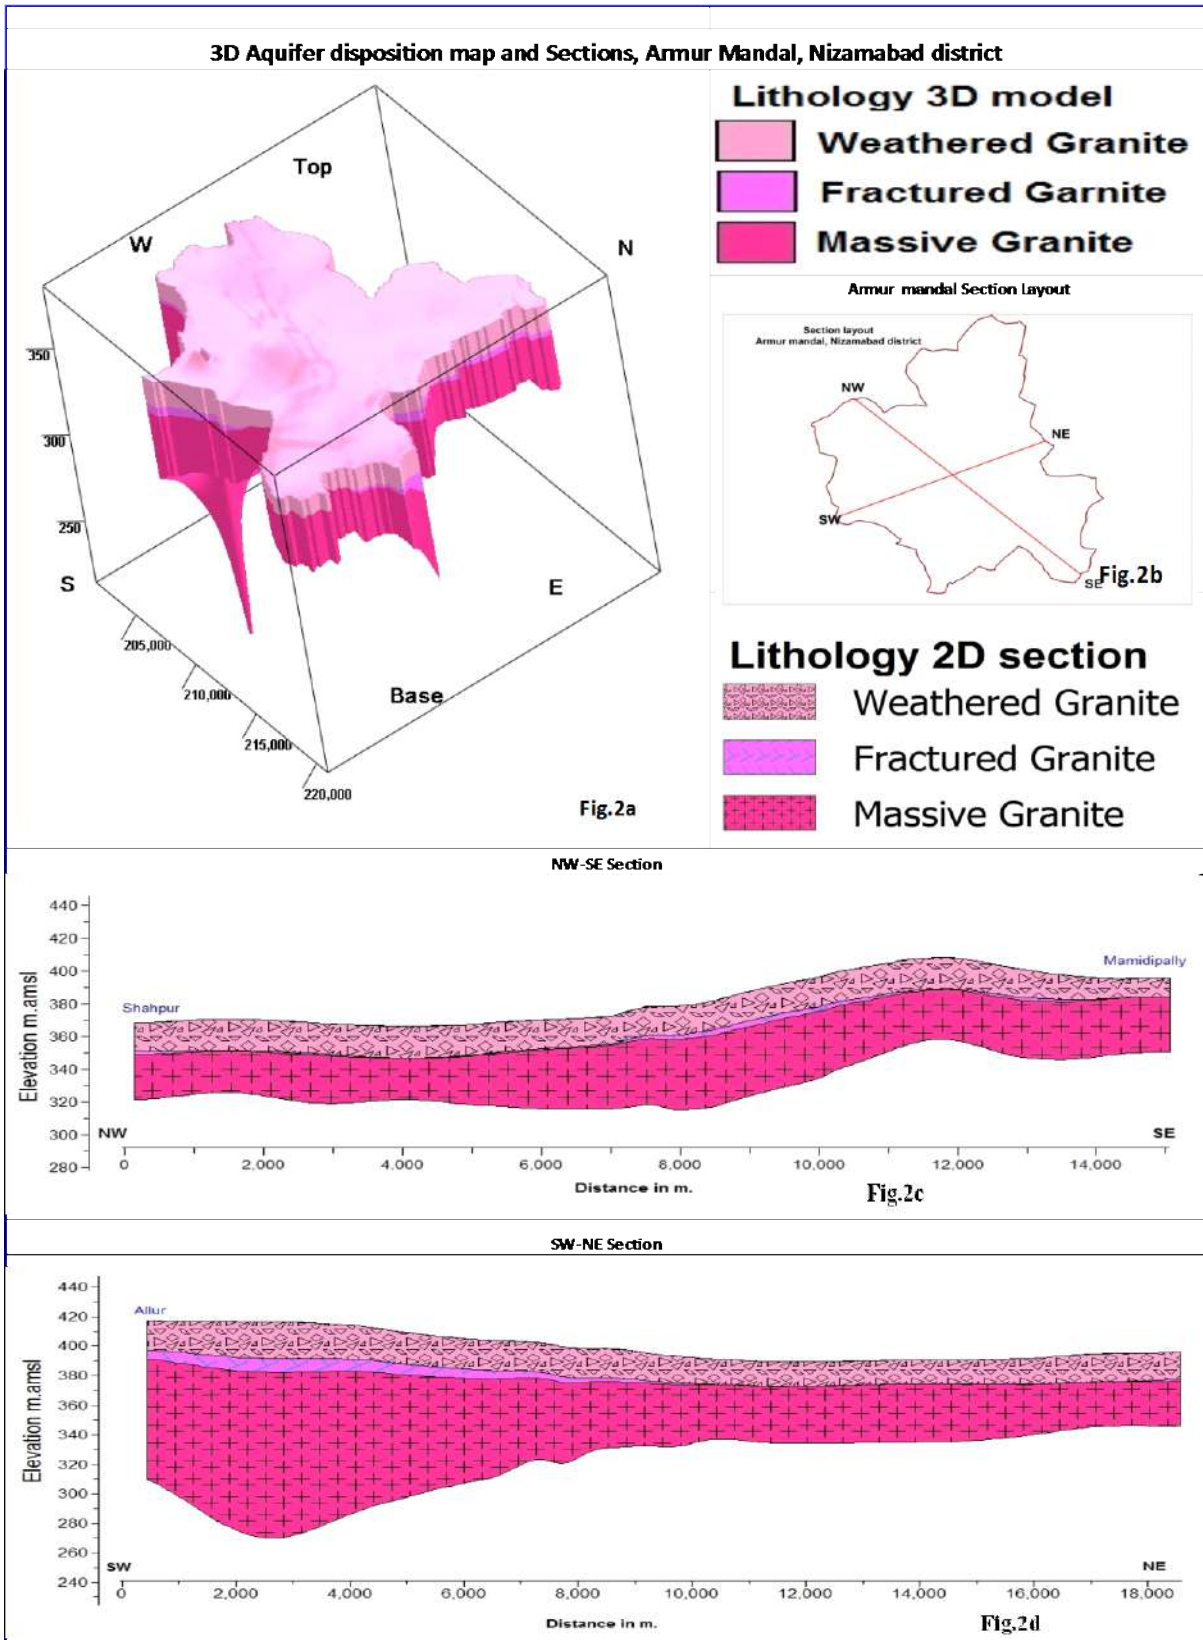 3D Aquifer disposition map and Sections, Armur Mandal, Nizamabad district
Top
W
N
350
300
250
S
E
205,000
210,000
215,000
220,000
Base
Fig.2a
Lithology 3D model
Weathered Granite
Fractured Garnite
Massive Granite
Armur mandal Section Layout
Section layout
Armur mandal, Nizamabad district
NW
NE
SW
SE
Fig.2b
Lithology 2D section
Weathered Granite
Fractured Granite
Massive Granite
NW-SE Section
Elevation m.amsl
440
420
400
380
360
340
320
300
280
Shahpur
Mamidipally
NW
SE
0 2,000 4,000 6,000 8,000 10,000 12,000 14,000
Distance in m.
Fig.2c
SW-NE Section
Elevation m.amsl
440
420
400
380
360
340
320
300
280
260
240
Allur
SW
NE
0 2,000 4,000 6,000 8,000 10,000 12,000 14,000 16,000 18,000
Distance in m.
Fig.2d